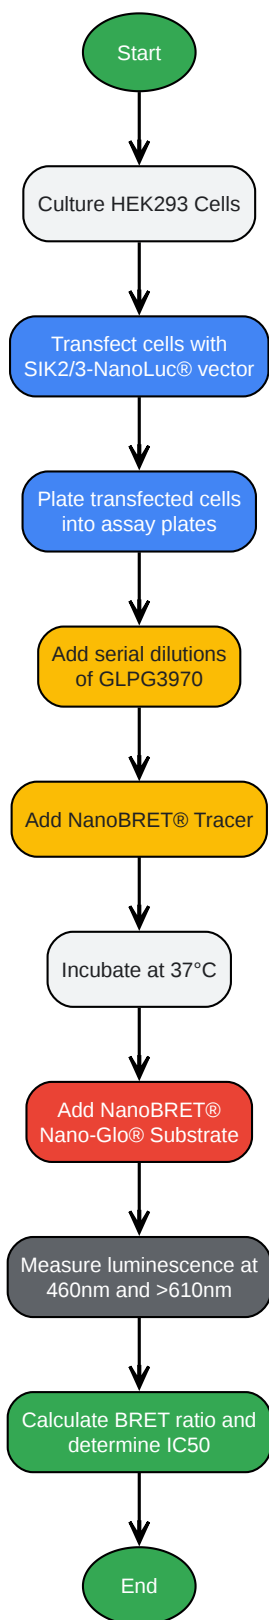 Start
Culture HEK293 Cells
Transfect cells with
SIK2/3-NanoLuc® vector
Plate transfected cells
into assay plates
Add serial dilutions
of GLPG3970
Add NanoBRET® Tracer
Incubate at 37°C
Add NanoBRET®
Nano-Glo® Substrate
Measure luminescence at
460nm and >610nm
Calculate BRET ratio and
determine IC50
End